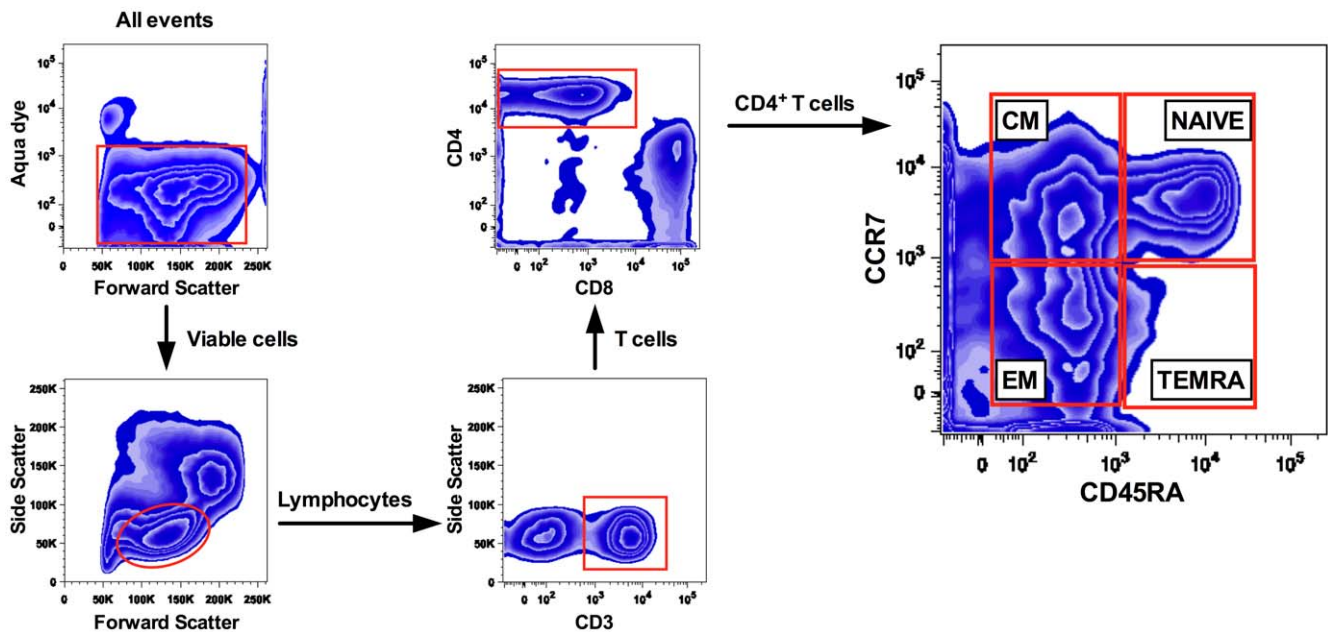 All events
Aqua dye
10⁵
10⁴
10³
10²
0
0 50K 100K 150K 200K 250K
Forward Scatter
Viable cells
Side Scatter
250K
200K
150K
100K
50K
0
0 50K 100K 150K 200K 250K
Forward Scatter
Lymphocytes
Side Scatter
250K
200K
150K
100K
50K
0
0 10² 10³ 10⁴ 10⁵
CD3
T cells
CD4
10⁵
10⁴
10³
10²
0
0 10² 10³ 10⁴ 10⁵
CD8
CD4⁺ T cells
CCR7
10⁵
10⁴
10³
10²
0
CM NAIVE
EM TEMRA
0 10² 10³ 10⁴ 10⁵
CD45RA